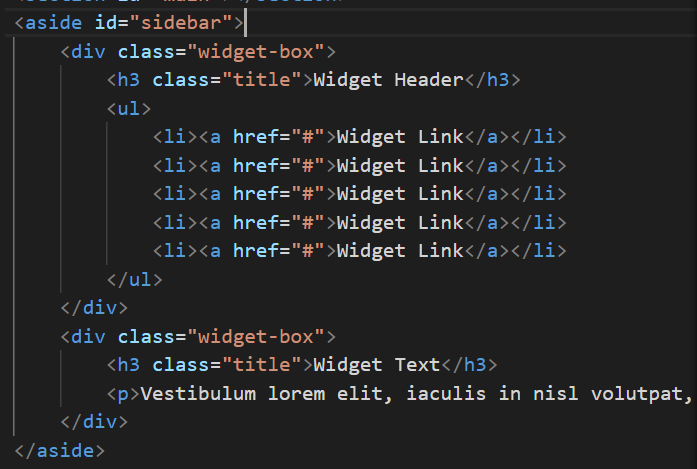 <aside id="sidebar">
<div class="widget-box">
<h3 class="title">Widget Header</h3>
<ul>
<li><a href="#">Widget Link</a></li>
<li><a href="#">Widget Link</a></li>
<li><a href="#">Widget Link</a></li>
<li><a href="#">Widget Link</a></li>
<li><a href="#">Widget Link</a></li>
</ul>
</div>
<div class="widget-box">
<h3 class="title">Widget Text</h3>
<p>Vestibulum lorem elit, iaculis in nisl volutpat,
</div>
</aside>